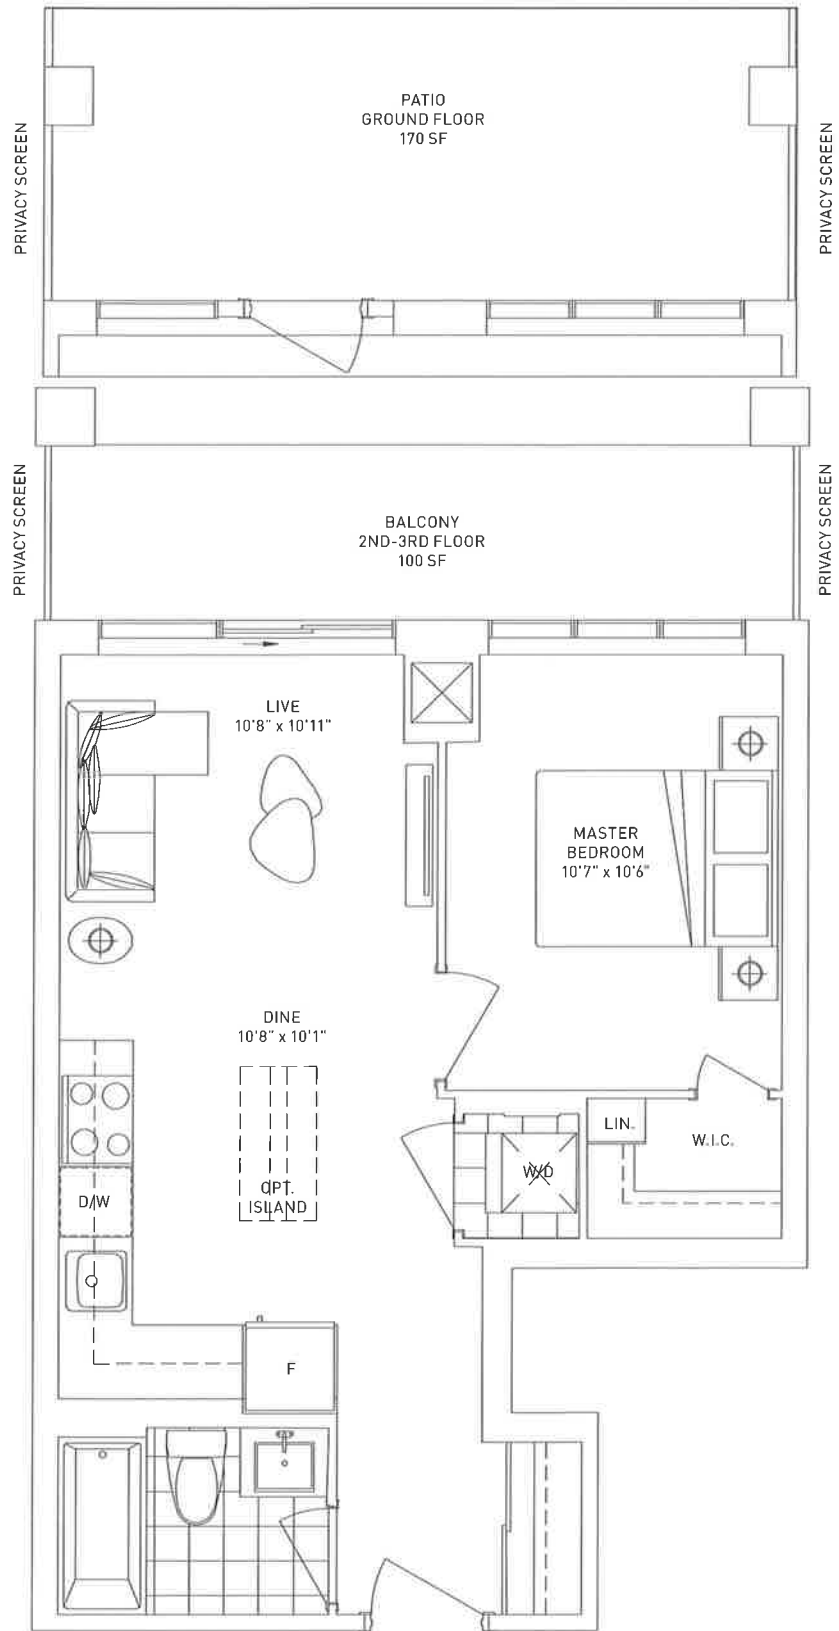 PATIO
GROUND FLOOR
170 SF
PRIVACY SCREEN
PRIVACY SCREEN
BALCONY
2ND-3RD FLOOR
100 SF
PRIVACY SCREEN
PRIVACY SCREEN
LIVE
10'8" x 10'11"
MASTER
BEDROOM
10'7" x 10'6"
DINE
10'8" x 10'1"
LIN.
W.I.C.
W/D
D/W
OPT.
ISLAND
F